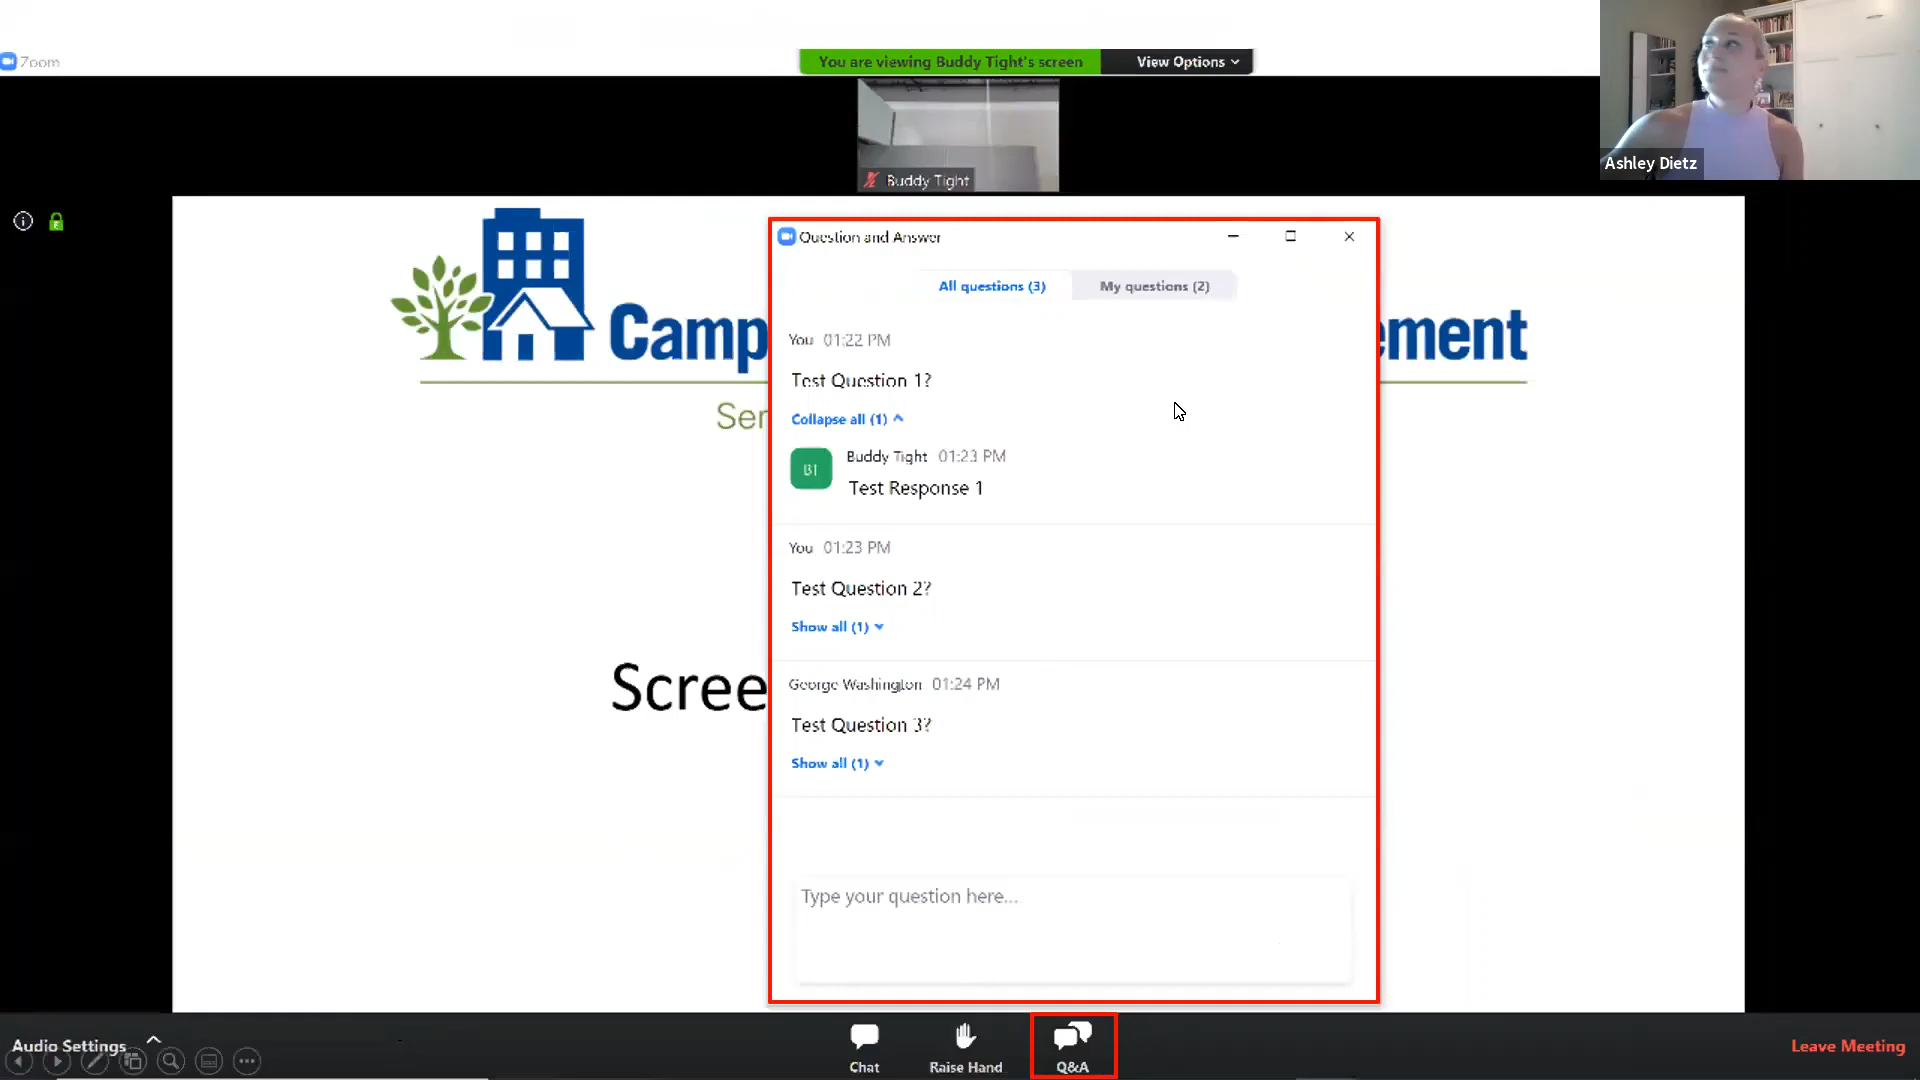 Zoom
You are viewing Buddy Tight's screen
View Options
Ashley Dietz
Buddy Tight
Question and Answer
All questions (3)
My questions (2)
You 01:22 PM
Camp
ement
Test Question 1?
Ser
Collapse all (1)
BT
Buddy Tight 01:23 PM
Test Response 1
You 01:23 PM
Test Question 2?
Show all (1)
Scree
George Washington 01:24 PM
Test Question 3?
Show all (1)
Type your question here...
Audio Settings
Chat
Raise Hand
Q&A
Leave Meeting